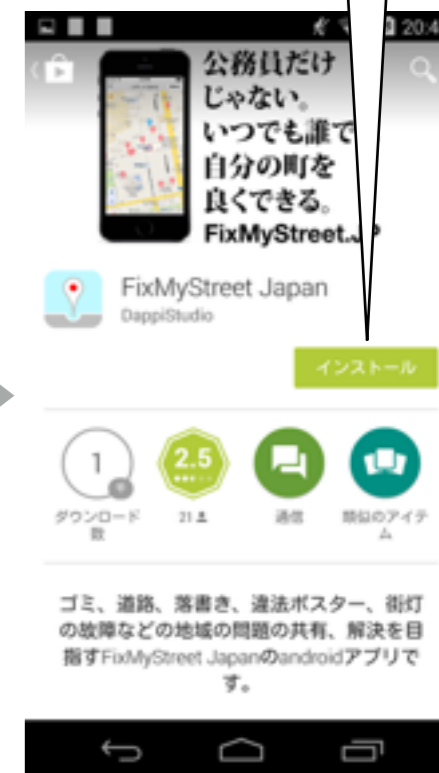 20:4
公務員だけ
じゃない。
いつでも誰で
自分の町を
良くできる。
FixMyStreet.
FixMyStreet Japan
DappiStudio
インストール
1
2.5
ダウンロード
数
21
通信
類似のアイテ
ム
ゴミ、道路、落書き、違法ポスター、街灯
の故障などの地域の問題の共有、解決を目
指すFixMyStreet Japanのandroidアプリで
す。